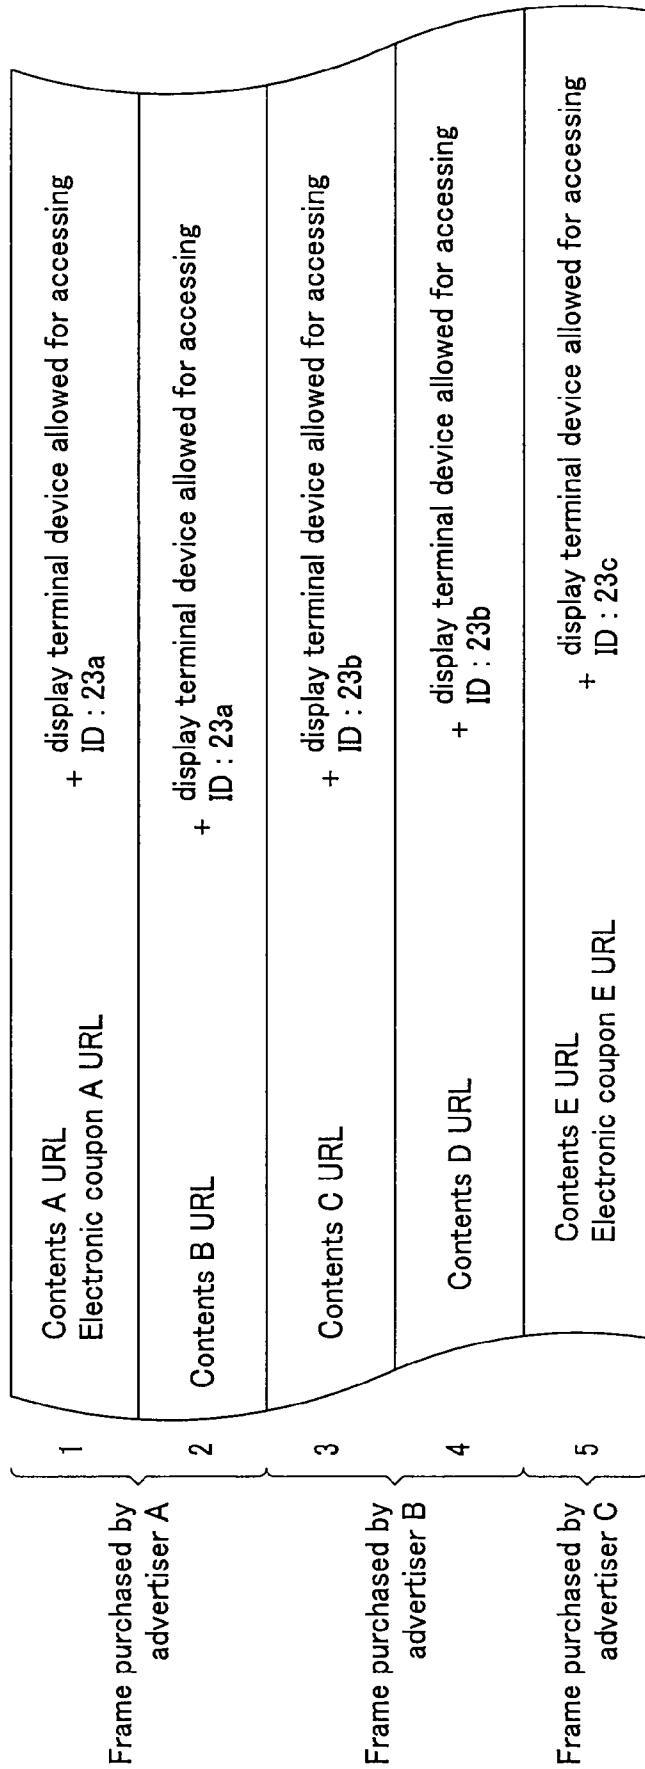 Frame purchased by
advertiser A
1
Contents A URL
Electronic coupon A URL
+
display terminal device allowed for accessing
ID : 23a
2
Contents B URL
+
display terminal device allowed for accessing
ID : 23a
Frame purchased by
advertiser B
3
Contents C URL
+
display terminal device allowed for accessing
ID : 23b
4
Contents D URL
+
display terminal device allowed for accessing
ID : 23b
Frame purchased by
advertiser C
5
Contents E URL
Electronic coupon E URL
+
display terminal device allowed for accessing
ID : 23c